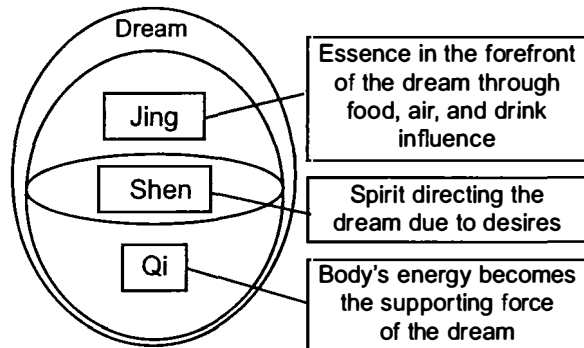 Dream
Jing
Essence in the forefront
of the dream through
food, air, and drink
influence
Shen
Spirit directing the
dream due to desires
Qi
Body's energy becomes
the supporting force
of the dream